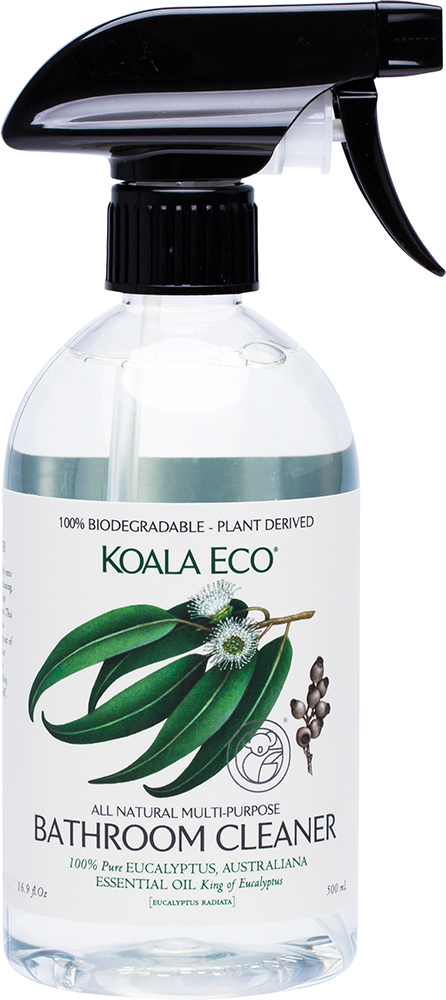 100% BIODEGRADABLE - PLANT DERIVED
KOALA ECO®
®
ALL NATURAL MULTI-PURPOSE
BATHROOM CLEANER
100% Pure EUCALYPTUS, AUSTRALIANA
ESSENTIAL OIL King of Eucalyptus
16.9 fl.Oz 500 mL
[EUCALYPTUS RADIATA]